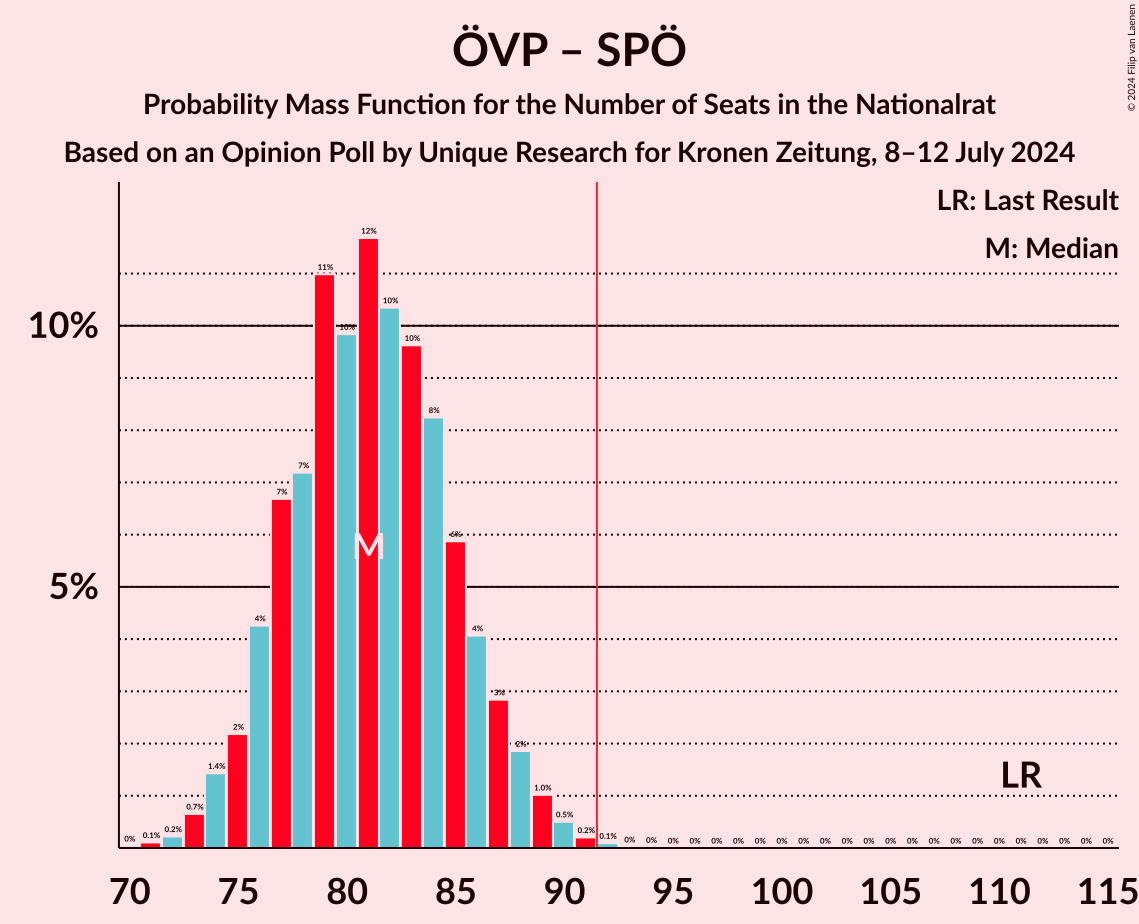 ÖVP – SPÖ
Probability Mass Function for the Number of Seats in the Nationalrat
Based on an Opinion Poll by Unique Research for Kronen Zeitung, 8–12 July 2024
© 2024 Filip van Laenen
LR: Last Result
M: Median
10%
5%
0% 0.1% 0.2% 0.7% 1.4% 2% 4% 7% 7% 11% 10% 12% 10% 10% 8% 6% 4% 3% 2% 1.0% 0.5% 0.2% 0.1% 0% 0% 0% 0% 0% 0% 0% 0% 0% 0% 0% 0% 0% 0% 0% 0% 0% 0% 0% 0% 0% 0% 0%
M
LR
70 75 80 85 90 95 100 105 110 115